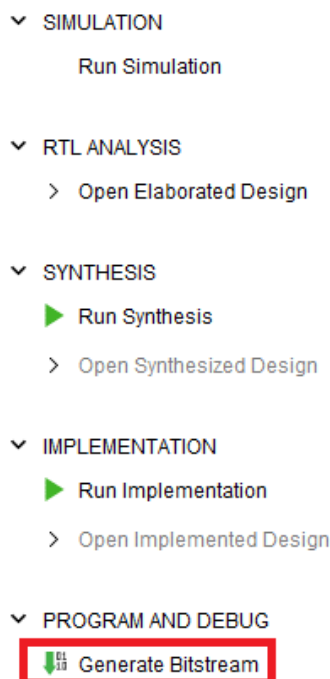 SIMULATION
Run Simulation
RTL ANALYSIS
Open Elaborated Design
SYNTHESIS
Run Synthesis
Open Synthesized Design
IMPLEMENTATION
Run Implementation
Open Implemented Design
PROGRAM AND DEBUG
Generate Bitstream